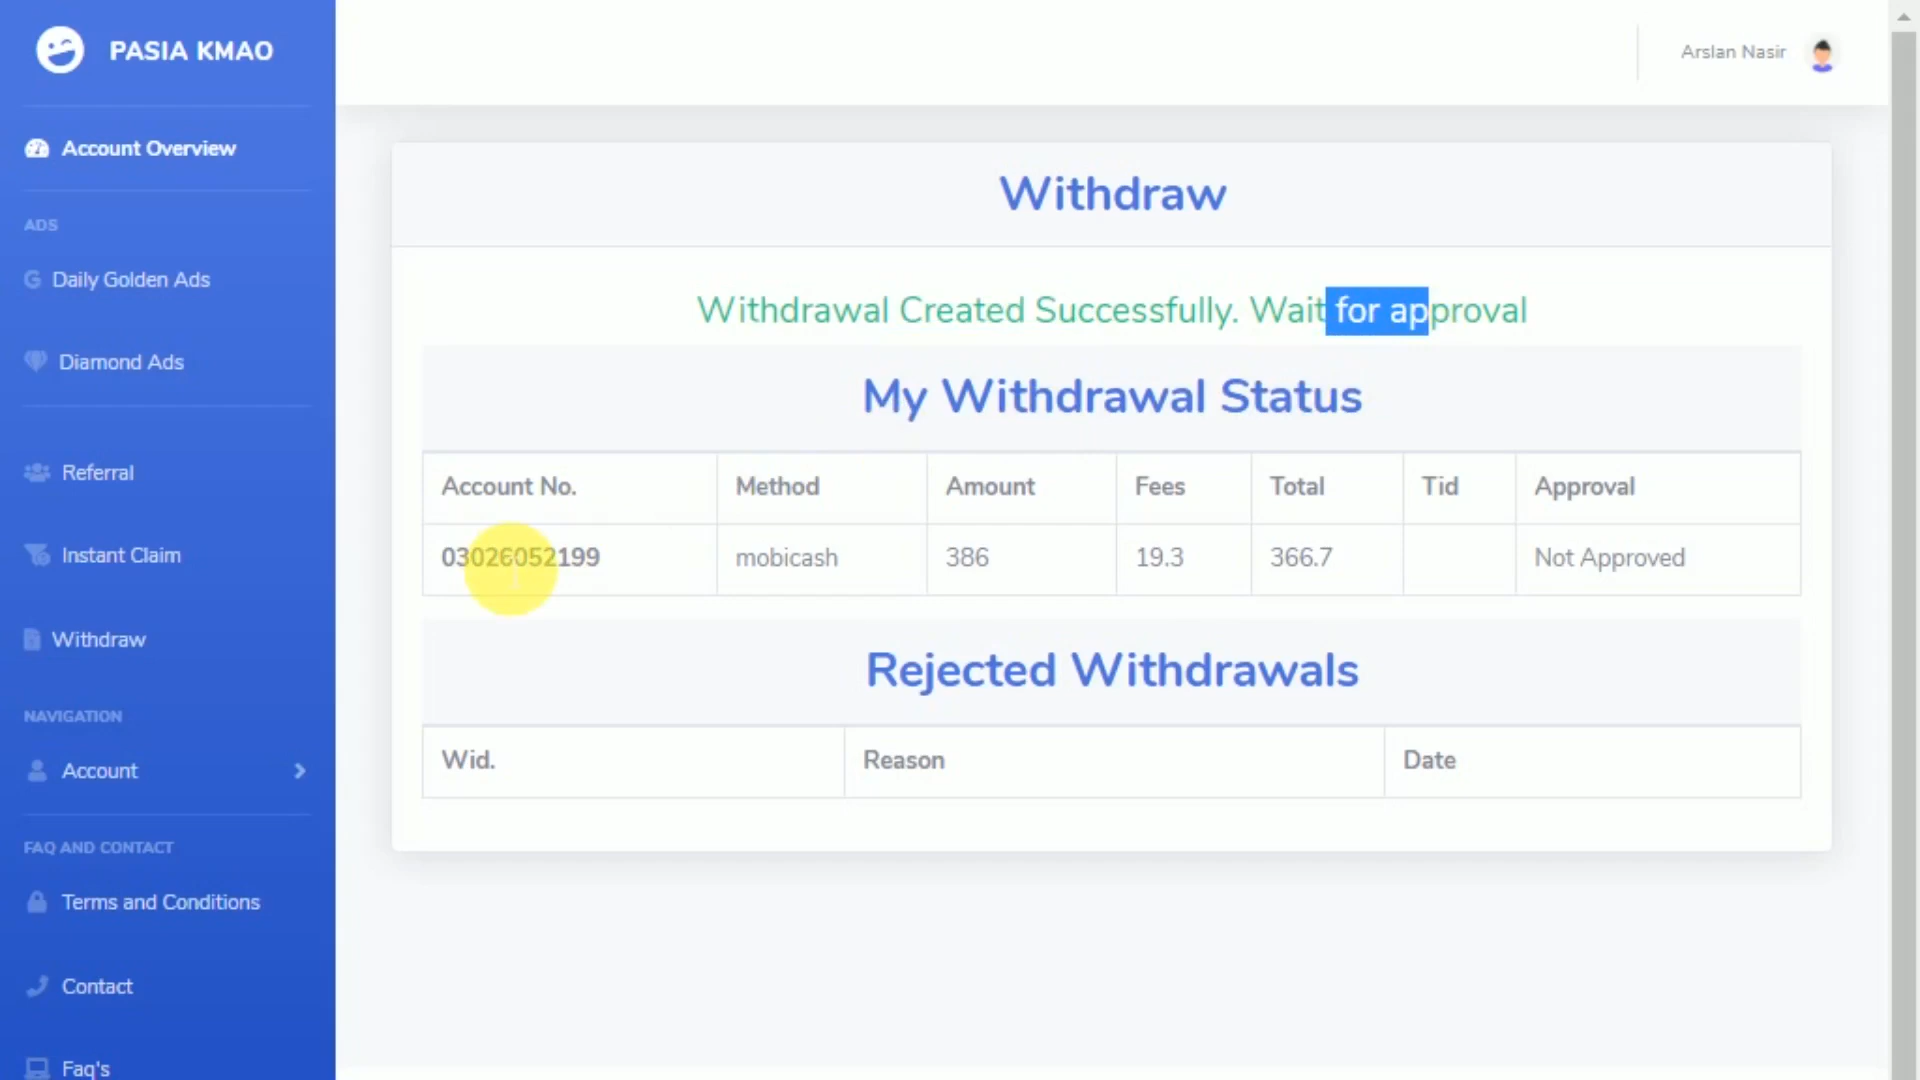 PASIA KMAO
Arslan Nasir
Account Overview
ADS
Daily Golden Ads
Diamond Ads
Referral
Instant Claim
Withdraw
NAVIGATION
Account
FAQ AND CONTACT
Terms and Conditions
Contact
Faq's
Withdraw
Withdrawal Created Successfully. Wait for approval
My Withdrawal Status
Account No. Method Amount Fees Total Tid Approval
03026052199 mobicash 386 19.3 366.7 Not Approved
Rejected Withdrawals
Wid. Reason Date